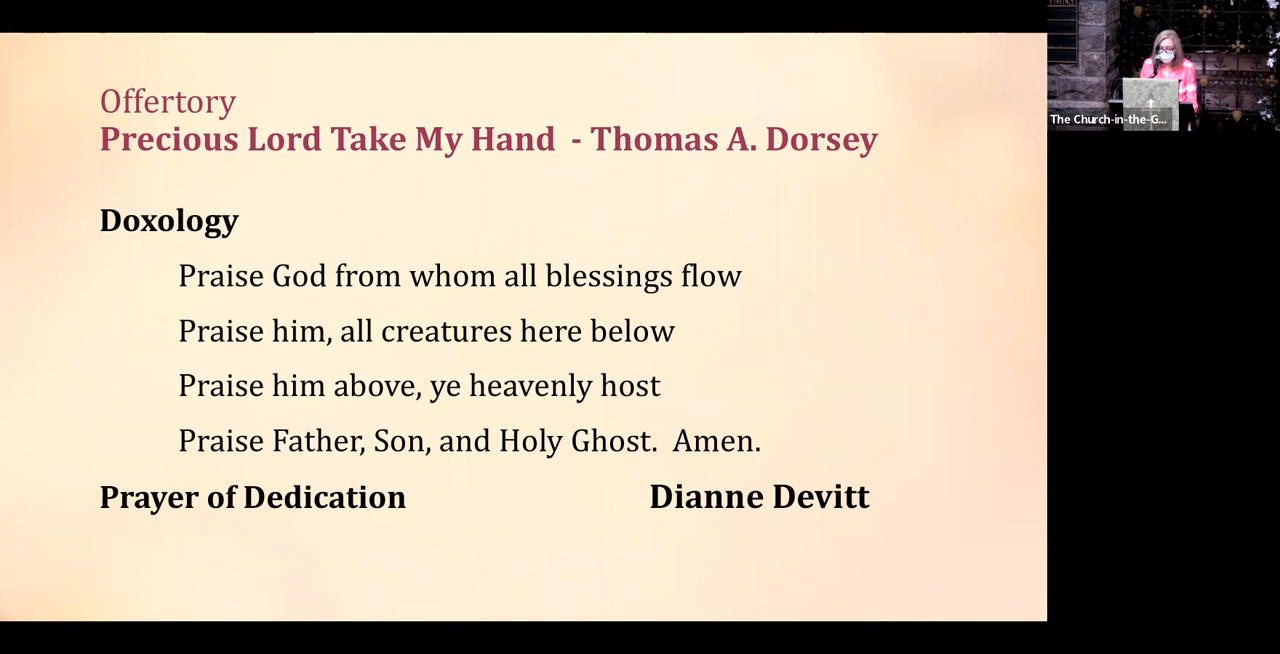 Offertory
Precious Lord Take My Hand - Thomas A. Dorsey
Doxology
Praise God from whom all blessings flow
Praise him, all creatures here below
Praise him above, ye heavenly host
Praise Father, Son, and Holy Ghost. Amen.
Prayer of Dedication Dianne Devitt
The Church-in-the-G...